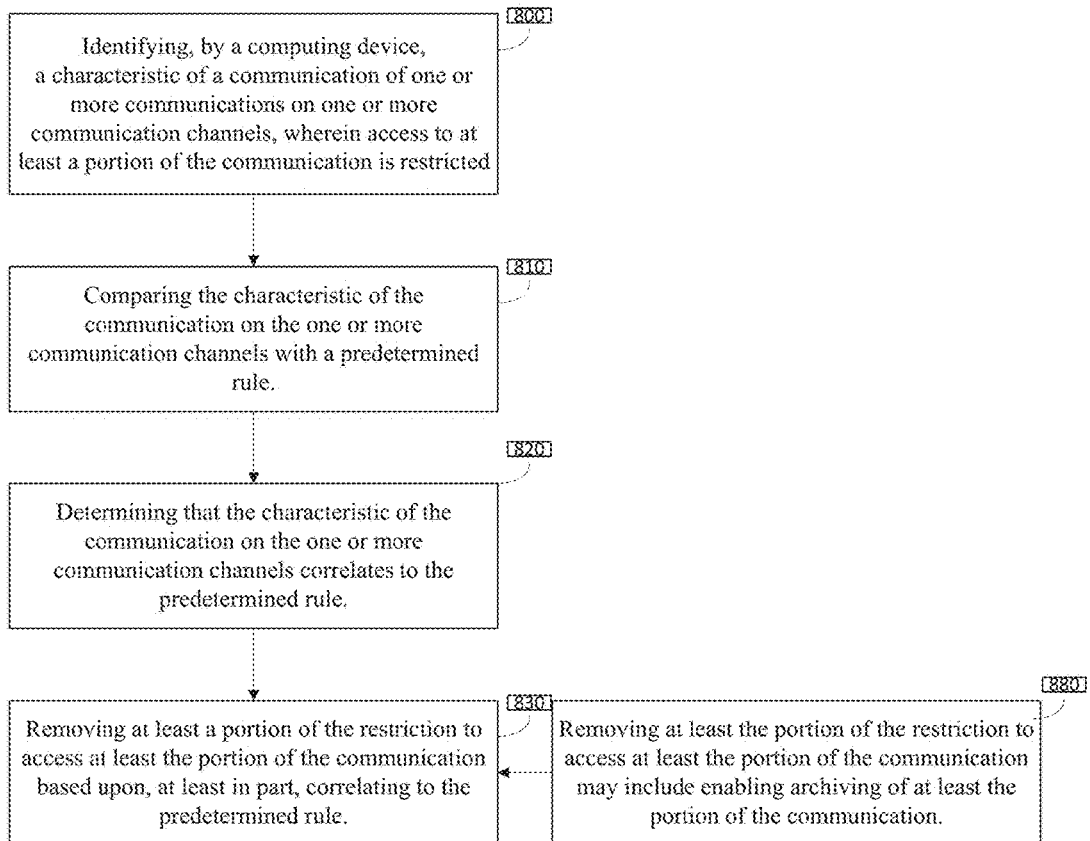 800
Identifying, by a computing device,
a characteristic of a communication of one or
more communications on one or more
communication channels, wherein access to at
least a portion of the communication is restricted
810
Comparing the characteristic of the
communication on the one or more
communication channels with a predetermined
rule.
820
Determining that the characteristic of the
communication on the one or more
communication channels correlates to the
predetermined rule.
830
Removing at least a portion of the restriction to
access at least the portion of the communication
based upon, at least in part, correlating to the
predetermined rule.
880
Removing at least the portion of the restriction to
access at least the portion of the communication
may include enabling archiving of at least the
portion of the communication.